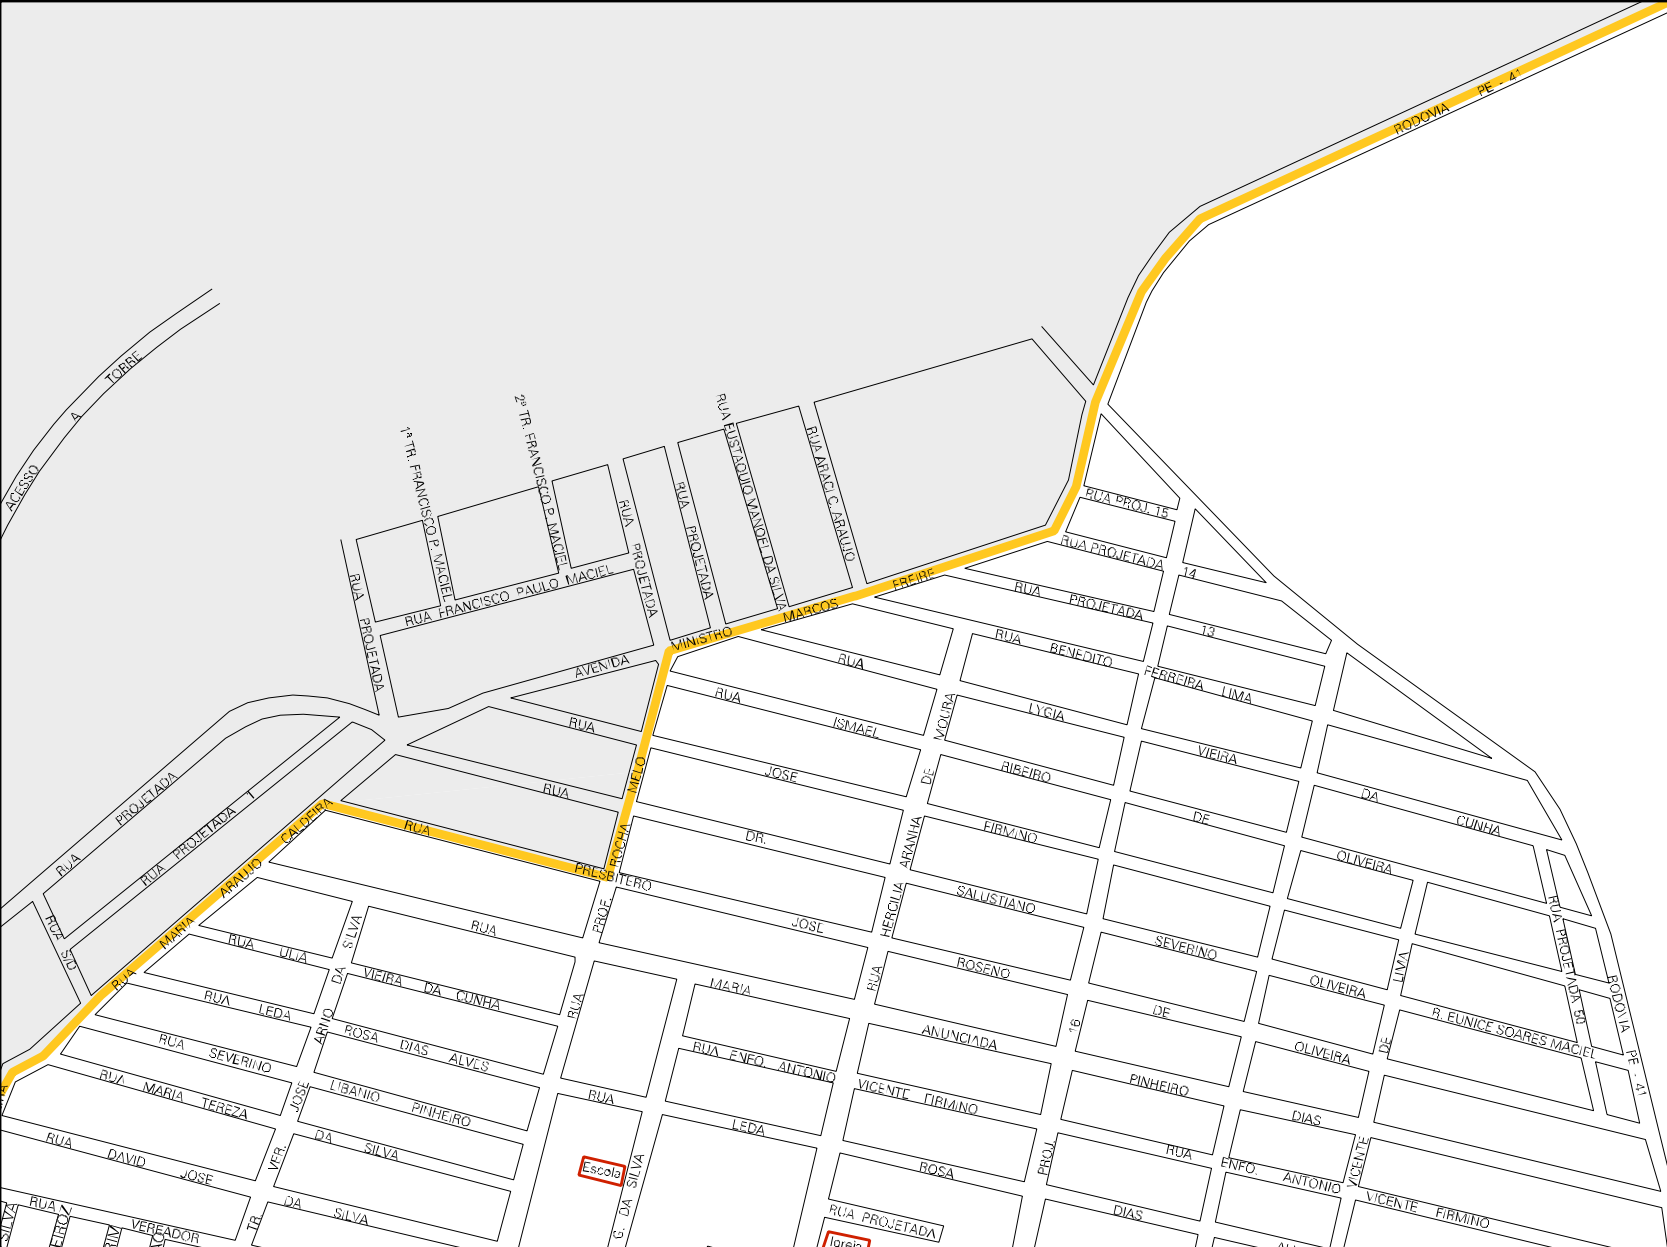 RODOVIA PE - 41
ACESSO A TORRE
1ª TR. FRANCISCO P. MACIEL
2ª TR. FRANCISCO P. MACIEL
RUA EUSTAQUIO MANOEL DA SILVA
RUA ARACI C. ARAUJO
RUA PROJETADA
RUA PROJETADA
RUA PROJETADA
RUA FRANCISCO PAULO MACIEL
AVENIDA MINISTRO MARCOS FREIRE
RUA PROJ. 15
RUA PROJETADA 14
RUA PROJETADA 13
RUA BENEDITO FERREIRA LIMA
RUA LYGIA VIEIRA DA CUNHA
RUA ISMAEL RIBEIRO DE OLIVEIRA
RUA JOSE FIRMINO
RUA DR.
SALUSTIANO
SEVERINO OLIVEIRA
RUA PRESBITERO JOSE ROSENO DE OLIVEIRA
RUA PROF. ROCHA MELO
RUA HERCILIA ARANHA DE MOURA
RUA PROJETADA
RUA PROJETADA 1
RUA S/D
RUA MARIA ARAUJO CALDEIRA
RUA MARIA ANUNCIADA PINHEIRO DIAS
RUA
VIEIRA DA CUNHA
RUA
ROSA DIAS ALVES
RUA LEDA
LIBANIO PINHEIRO
RUA SEVERINO DA SILVA
RUA MARIA TEREZA DA SILVA
RUA DAVID JOSE
RUA VEREADOR
TR. VER. JOSE
DA SILVA
RUA ENFO. ANTONIO VICENTE FIRMINO
RUA LEDA ROSA DIAS
RUA ENFO. ANTONIO VICENTE FIRMINO
RUA PROJETADA
PROJ. 16
VICENTE DE LIMA
R. EUNICE SOARES MACIEL
RUA PROJETADA 50
RODOVIA PE - 41
G. DA SILVA
Escola
Igreja
SILVA